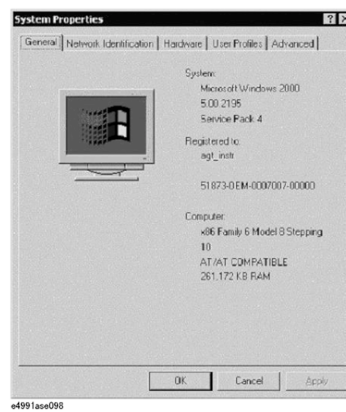 System Properties
General Network Identification Hardware User Profiles Advanced
System:
Microsoft Windows 2000
5.00.2195
Service Pack 4
Registered to:
agt_instr
51873-OEM-0007007-00000
Computer:
x86 Family 6 Model 8 Stepping
10
AT/AT COMPATIBLE
261,172 KB RAM
OK Cancel Apply
e4991ase098